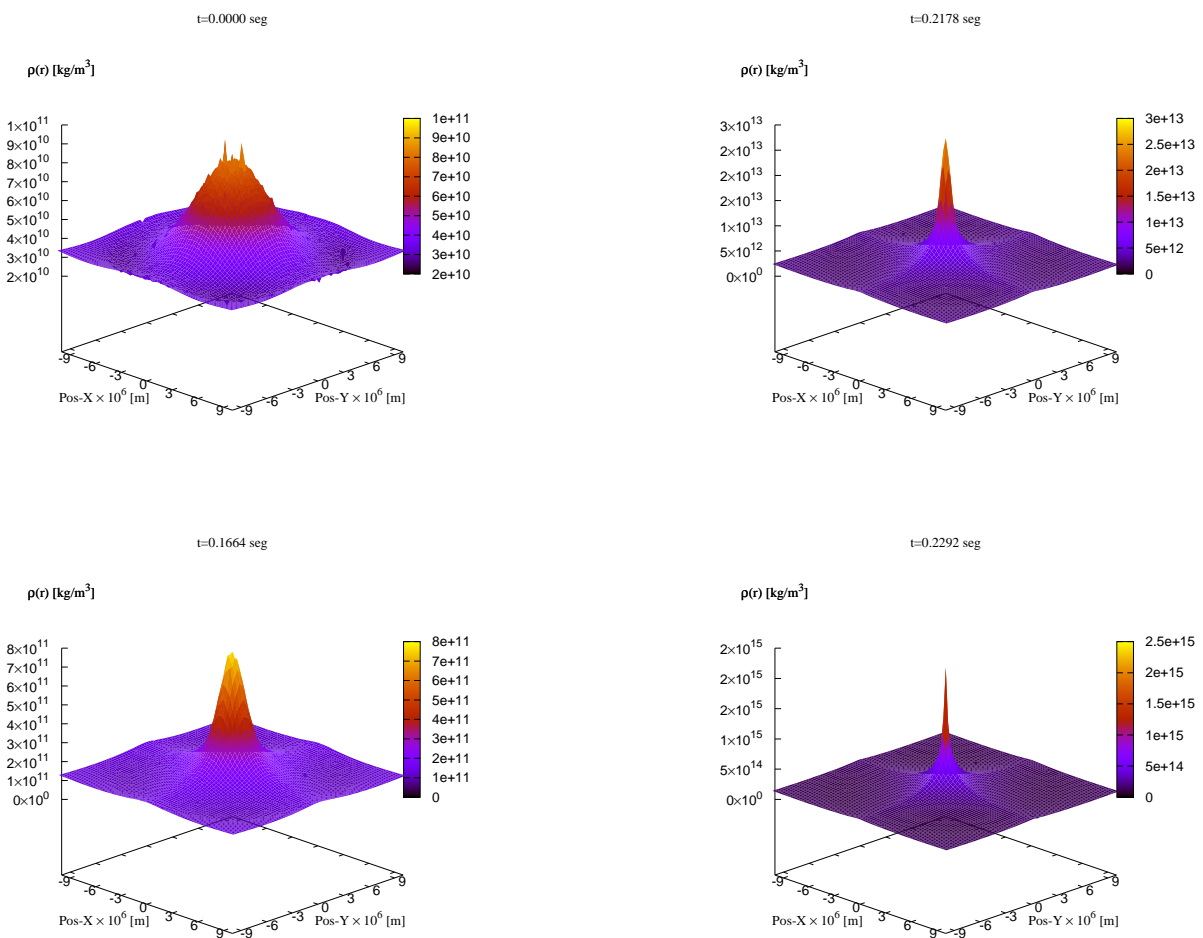 t=0.0000 seg
ρ(r) [kg/m³]
1×10¹¹
9×10¹⁰
8×10¹⁰
7×10¹⁰
6×10¹⁰
5×10¹⁰
4×10¹⁰
3×10¹⁰
2×10¹⁰
1e+11
9e+10
8e+10
7e+10
6e+10
5e+10
4e+10
3e+10
2e+10
-9 -6 -3 0 3 6 9
Pos-X × 10⁶ [m]
-9 -6 -3 0 3 6 9
Pos-Y × 10⁶ [m]
t=0.2178 seg
ρ(r) [kg/m³]
3×10¹³
2×10¹³
2×10¹³
2×10¹³
1×10¹³
5×10¹²
0×10⁰
3e+13
2.5e+13
2e+13
1.5e+13
1e+13
5e+12
0
-9 -6 -3 0 3 6 9
Pos-X × 10⁶ [m]
-9 -6 -3 0 3 6 9
Pos-Y × 10⁶ [m]
t=0.1664 seg
ρ(r) [kg/m³]
8×10¹¹
7×10¹¹
6×10¹¹
5×10¹¹
4×10¹¹
3×10¹¹
2×10¹¹
1×10¹¹
0×10⁰
8e+11
7e+11
6e+11
5e+11
4e+11
3e+11
2e+11
1e+11
0
-9 -6 -3 0 3 6 9
Pos-X × 10⁶ [m]
-9 -6 -3 0 3 6 9
Pos-Y × 10⁶ [m]
t=0.2292 seg
ρ(r) [kg/m³]
2×10¹⁵
2×10¹⁵
2×10¹⁵
1×10¹⁵
5×10¹⁴
0×10⁰
2.5e+15
2e+15
1.5e+15
1e+15
5e+14
0
-9 -6 -3 0 3 6 9
Pos-X × 10⁶ [m]
-9 -6 -3 0 3 6 9
Pos-Y × 10⁶ [m]